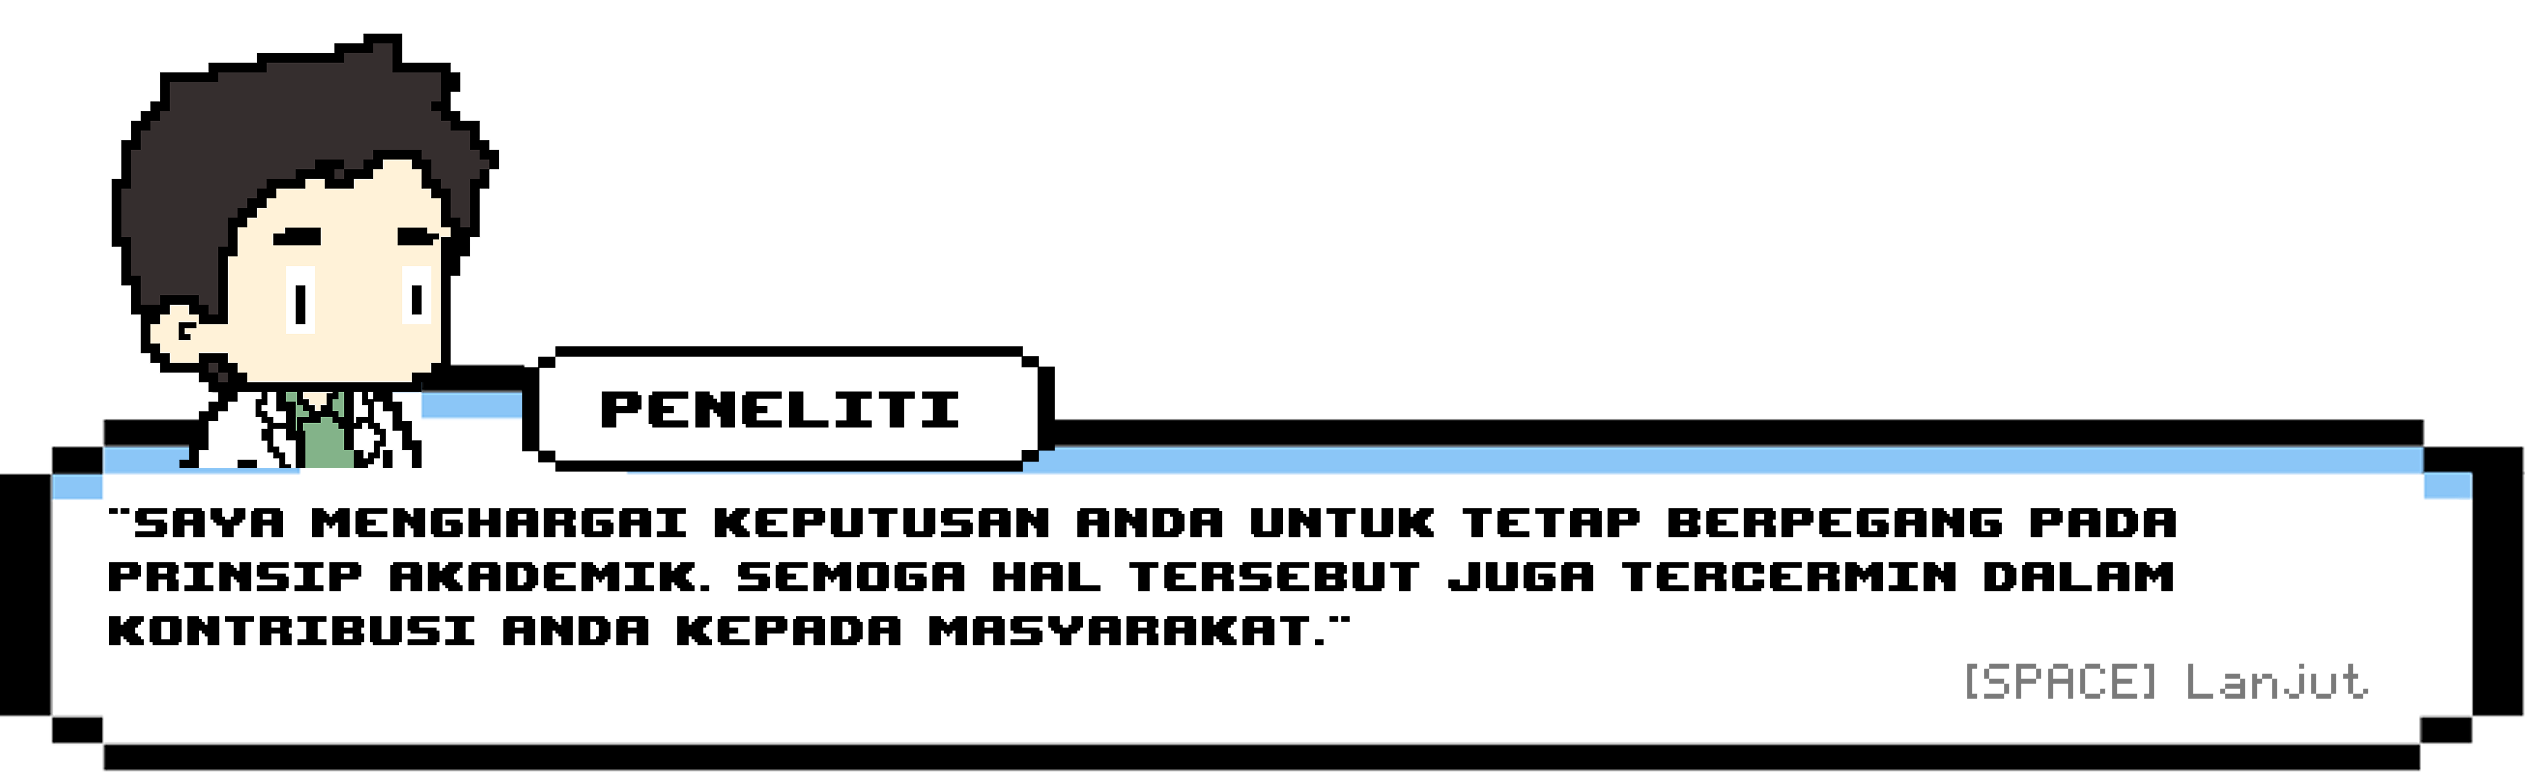 PENELITI
"SAYA MENGHARGAI KEPUTUSAN ANDA UNTUK TETAP BERPEGANG PADA
PRINSIP AKADEMIK. SEMOGA HAL TERSEBUT JUGA TERCERMIN DALAM
KONTRIBUSI ANDA KEPADA MASYARAKAT."
[SPACE] Lanjut